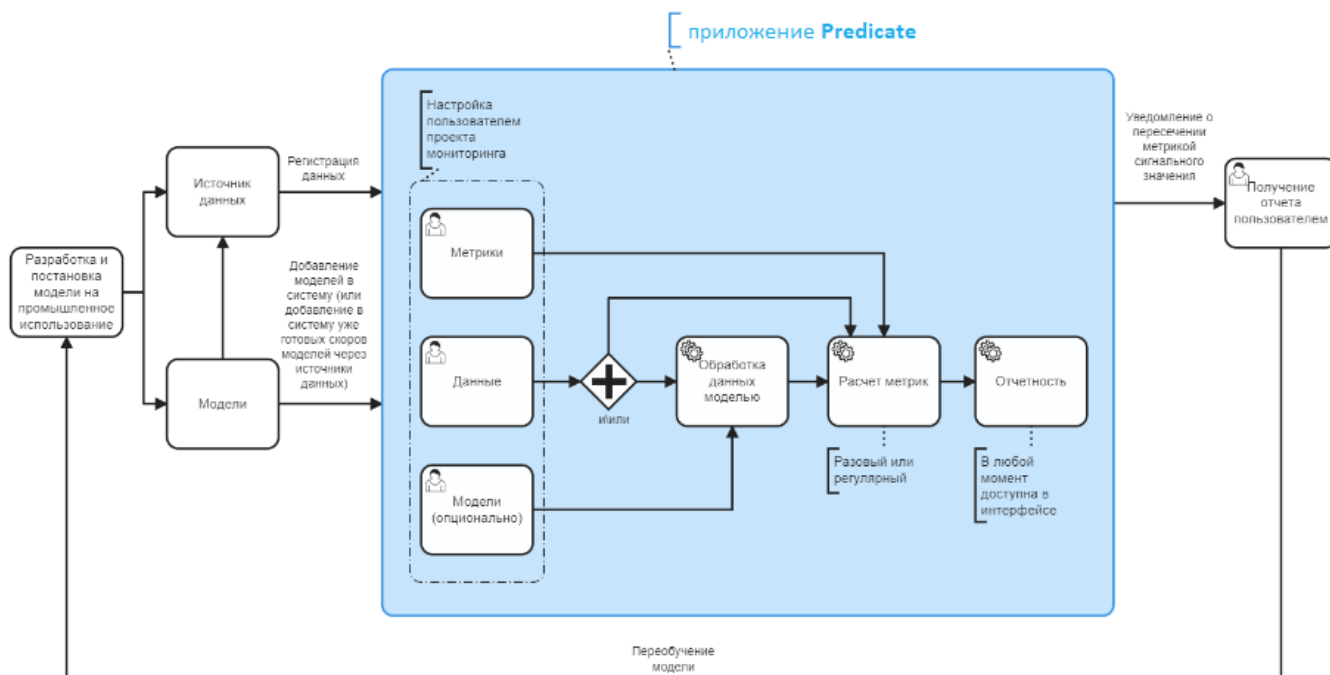 приложение Predicate
Настройка
пользователем
проекта
мониторинга
Уведомление о
пересечении
метрикой
сигнального
значения
Регистрация
данных
Источник
данных
Получение
отчета
пользователем
Метрики
Разработка и
постановка
модели на
промышленное
использование
Добавление
моделей в
систему (или
добавление в
систему уже
готовых скоров
моделей через
источники
данных)
Модели
Данные
и\или
Обработка
данных
моделью
Расчет метрик
Отчетность
Разовый или
регулярный
В любой
момент
доступна в
интерфейсе
Модели
(опционально)
Переобучение
модели